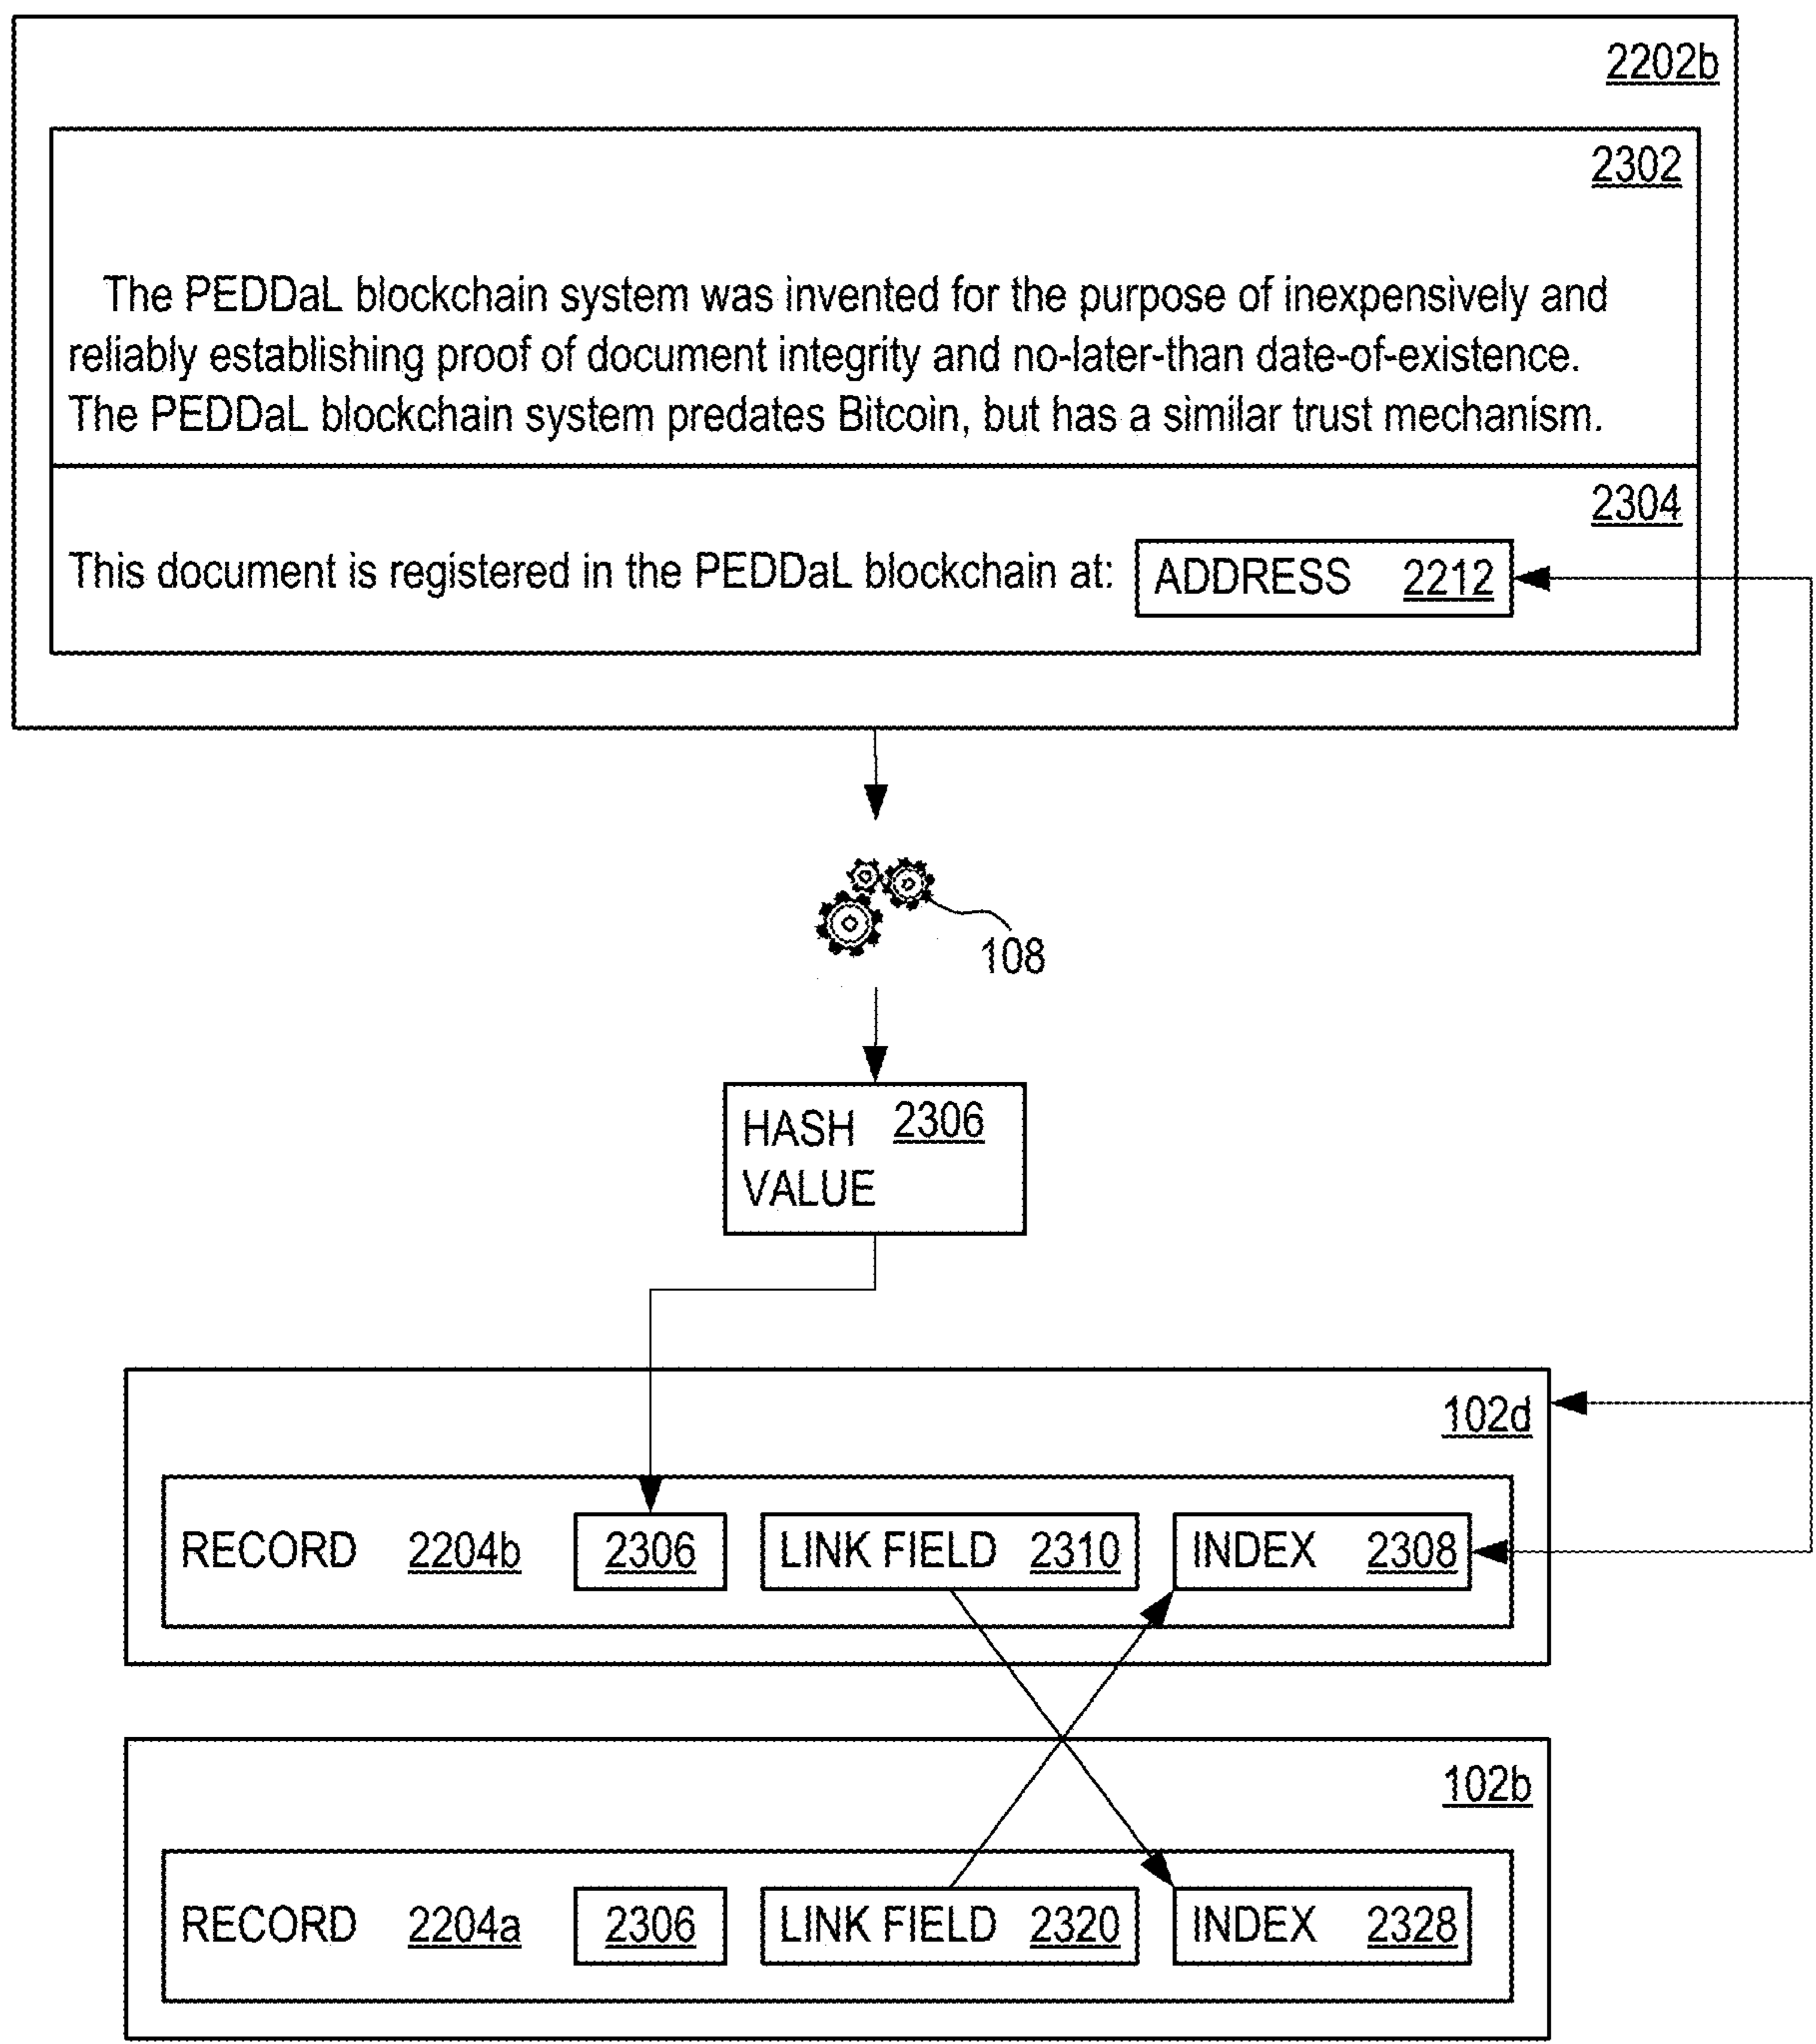 2202b
2302
The PEDDaL blockchain system was invented for the purpose of inexpensively and
reliably establishing proof of document integrity and no-later-than date-of-existence.
The PEDDaL blockchain system predates Bitcoin, but has a similar trust mechanism.
2304
This document is registered in the PEDDaL blockchain at: ADDRESS 2212
108
HASH 2306
VALUE
102d
RECORD 2204b 2306 LINK FIELD 2310 INDEX 2308
102b
RECORD 2204a 2306 LINK FIELD 2320 INDEX 2328